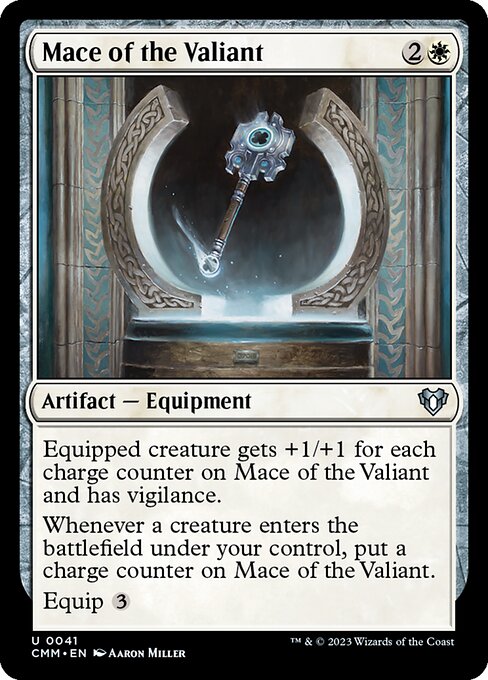 Mace of the Valiant 2
Artifact — Equipment
Equipped creature gets +1/+1 for each
charge counter on Mace of the Valiant
and has vigilance.
Whenever a creature enters the
battlefield under your control, put a
charge counter on Mace of the Valiant.
Equip 3
U 0041
CMM • EN Aaron Miller
™ & © 2023 Wizards of the Coast